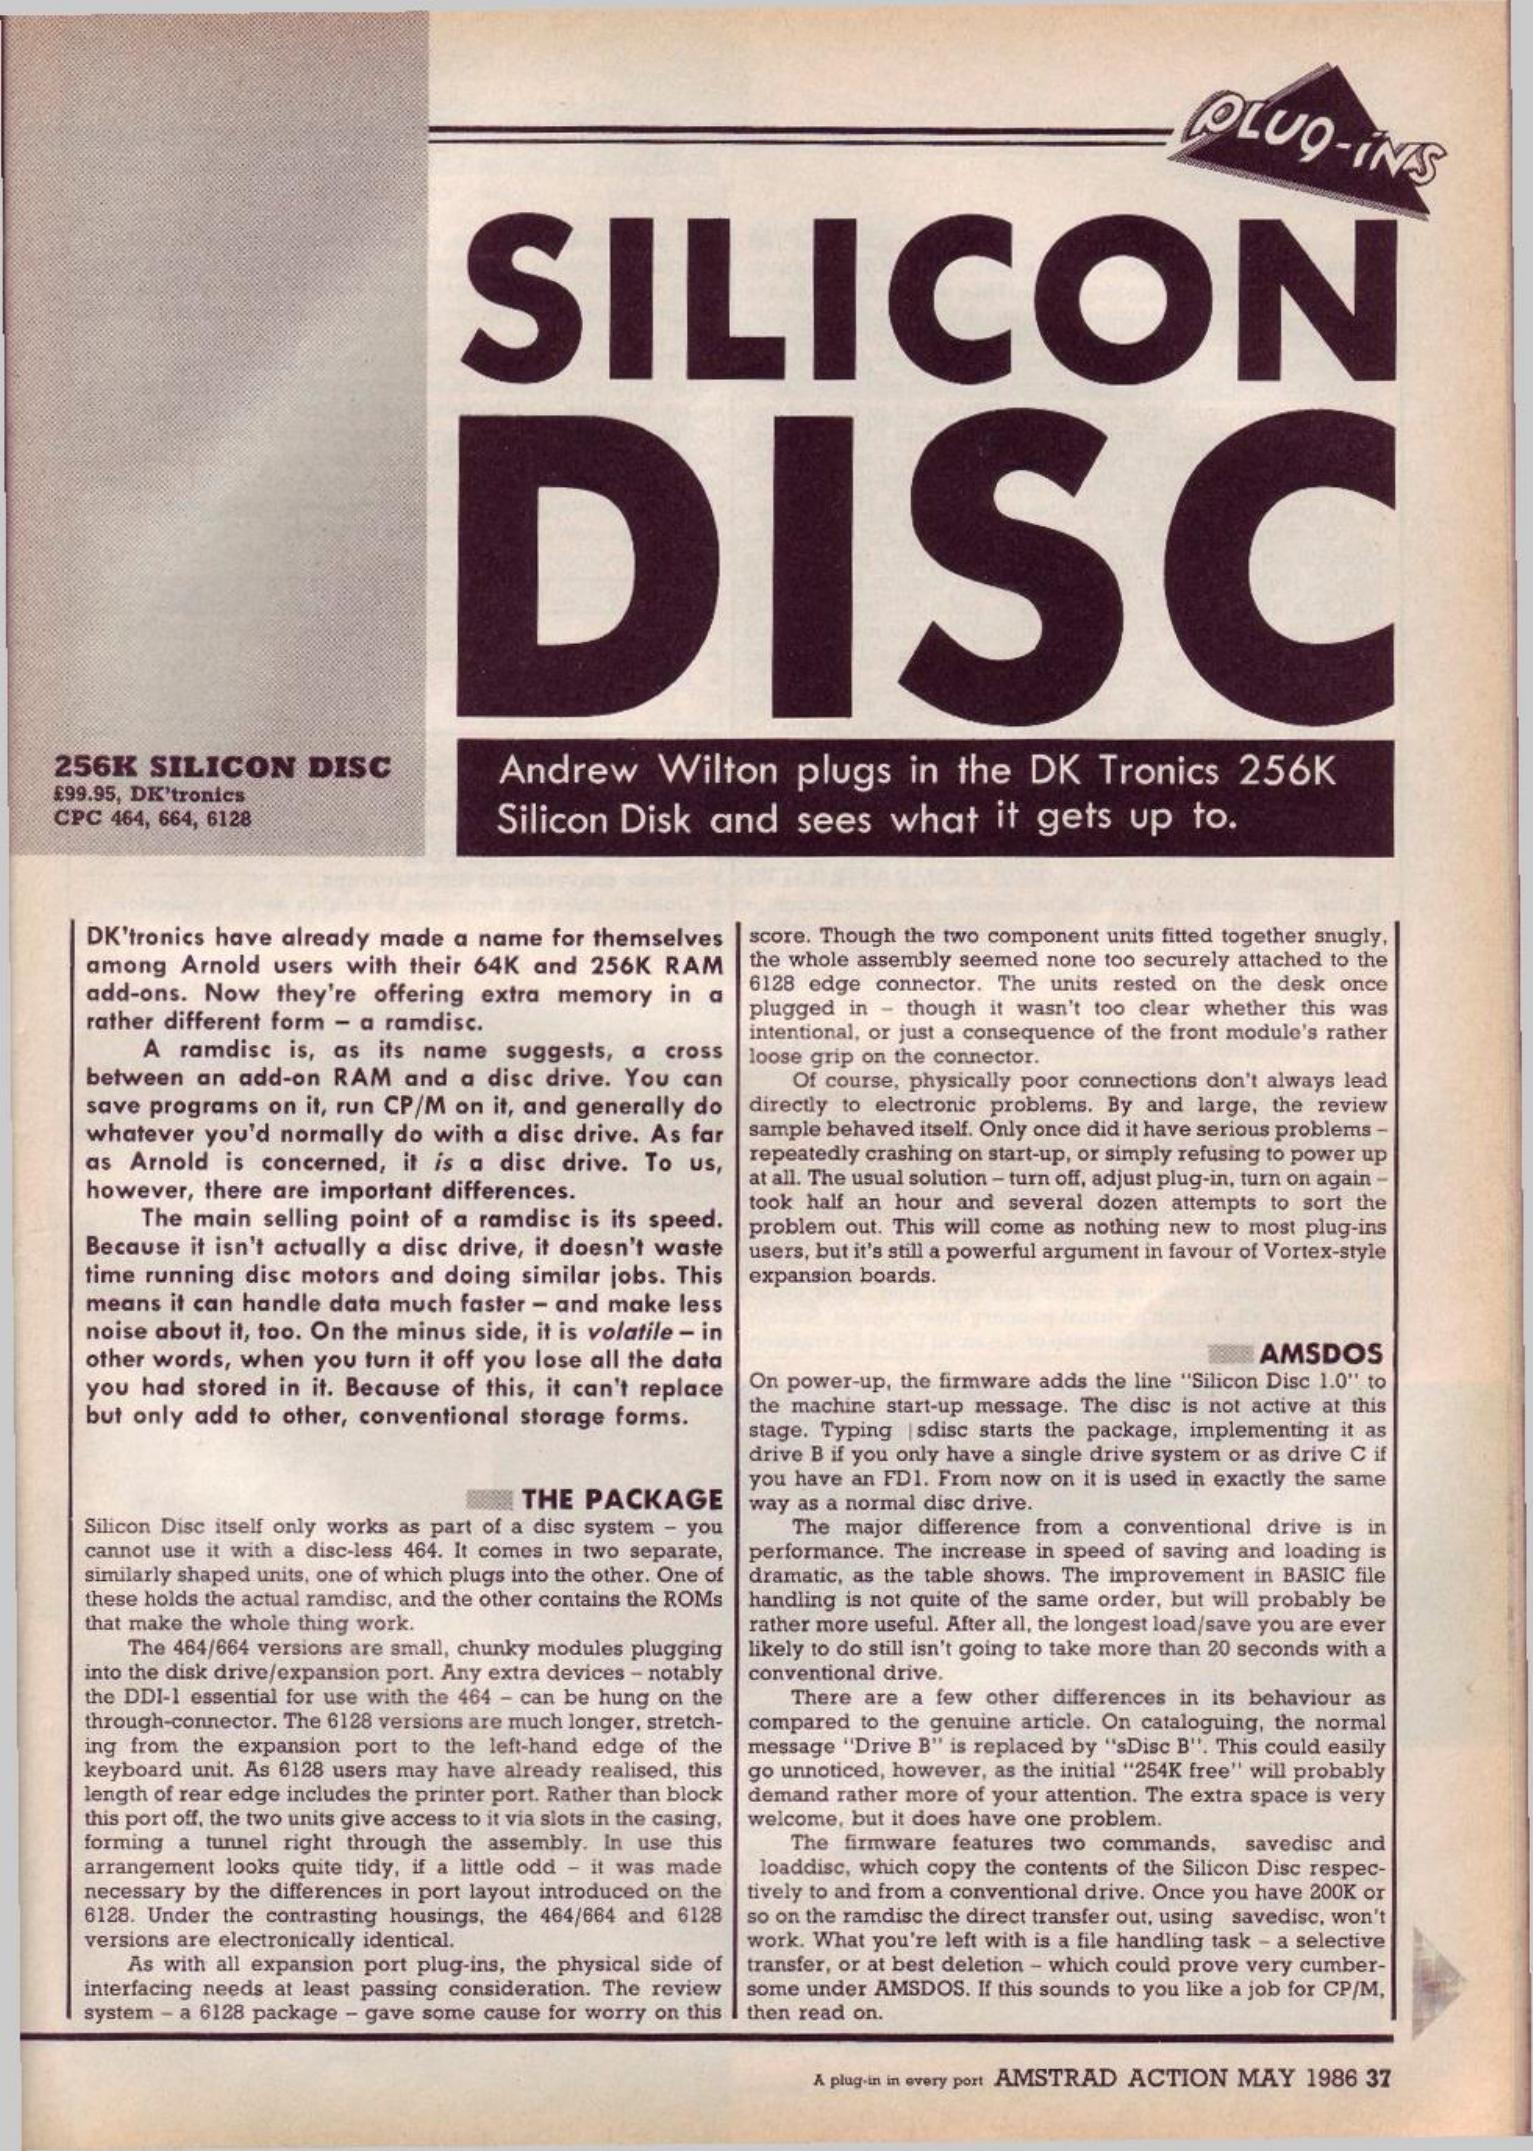 PLUG-iNS
SILICON
DISC
256K SILICON DISC
£99.95, DK'tronics
CPC 464, 664, 6128
Andrew Wilton plugs in the DK Tronics 256K
Silicon Disk and sees what it gets up to.
DK'tronics have already made a name for themselves
among Arnold users with their 64K and 256K RAM
add-ons. Now they're offering extra memory in a
rather different form – a ramdisc.
A ramdisc is, as its name suggests, a cross
between an add-on RAM and a disc drive. You can
save programs on it, run CP/M on it, and generally do
whatever you'd normally do with a disc drive. As far
as Arnold is concerned, it is a disc drive. To us,
however, there are important differences.
The main selling point of a ramdisc is its speed.
Because it isn't actually a disc drive, it doesn't waste
time running disc motors and doing similar jobs. This
means it can handle data much faster – and make less
noise about it, too. On the minus side, it is volatile – in
other words, when you turn it off you lose all the data
you had stored in it. Because of this, it can't replace
but only add to other, conventional storage forms.
THE PACKAGE
Silicon Disc itself only works as part of a disc system – you
cannot use it with a disc-less 464. It comes in two separate,
similarly shaped units, one of which plugs into the other. One of
these holds the actual ramdisc, and the other contains the ROMs
that make the whole thing work.
The 464/664 versions are small, chunky modules plugging
into the disk drive/expansion port. Any extra devices – notably
the DDI-1 essential for use with the 464 – can be hung on the
through-connector. The 6128 versions are much longer, stretch-
ing from the expansion port to the left-hand edge of the
keyboard unit. As 6128 users may have already realised, this
length of rear edge includes the printer port. Rather than block
this port off, the two units give access to it via slots in the casing,
forming a tunnel right through the assembly. In use this
arrangement looks quite tidy, if a little odd – it was made
necessary by the differences in port layout introduced on the
6128. Under the contrasting housings, the 464/664 and 6128
versions are electronically identical.
As with all expansion port plug-ins, the physical side of
interfacing needs at least passing consideration. The review
system – a 6128 package – gave some cause for worry on this
score. Though the two component units fitted together snugly,
the whole assembly seemed none too securely attached to the
6128 edge connector. The units rested on the desk once
plugged in – though it wasn't too clear whether this was
intentional, or just a consequence of the front module's rather
loose grip on the connector.
Of course, physically poor connections don't always lead
directly to electronic problems. By and large, the review
sample behaved itself. Only once did it have serious problems –
repeatedly crashing on start-up, or simply refusing to power up
at all. The usual solution – turn off, adjust plug-in, turn on again –
took half an hour and several dozen attempts to sort the
problem out. This will come as nothing new to most plug-ins
users, but it's still a powerful argument in favour of Vortex-style
expansion boards.
AMSDOS
On power-up, the firmware adds the line "Silicon Disc 1.0" to
the machine start-up message. The disc is not active at this
stage. Typing |sdisc starts the package, implementing it as
drive B if you only have a single drive system or as drive C if
you have an FD1. From now on it is used in exactly the same
way as a normal disc drive.
The major difference from a conventional drive is in
performance. The increase in speed of saving and loading is
dramatic, as the table shows. The improvement in BASIC file
handling is not quite of the same order, but will probably be
rather more useful. After all, the longest load/save you are ever
likely to do still isn't going to take more than 20 seconds with a
conventional drive.
There are a few other differences in its behaviour as
compared to the genuine article. On cataloguing, the normal
message "Drive B" is replaced by "sDisc B". This could easily
go unnoticed, however, as the initial "254K free" will probably
demand rather more of your attention. The extra space is very
welcome, but it does have one problem.
The firmware features two commands, savedisc and
loaddisc, which copy the contents of the Silicon Disc respec-
tively to and from a conventional drive. Once you have 200K or
so on the ramdisc the direct transfer out, using savedisc, won't
work. What you're left with is a file handling task – a selective
transfer, or at best deletion – which could prove very cumber-
some under AMSDOS. If this sounds to you like a job for CP/M,
then read on.
A plug-in in every port AMSTRAD ACTION MAY 1986 37